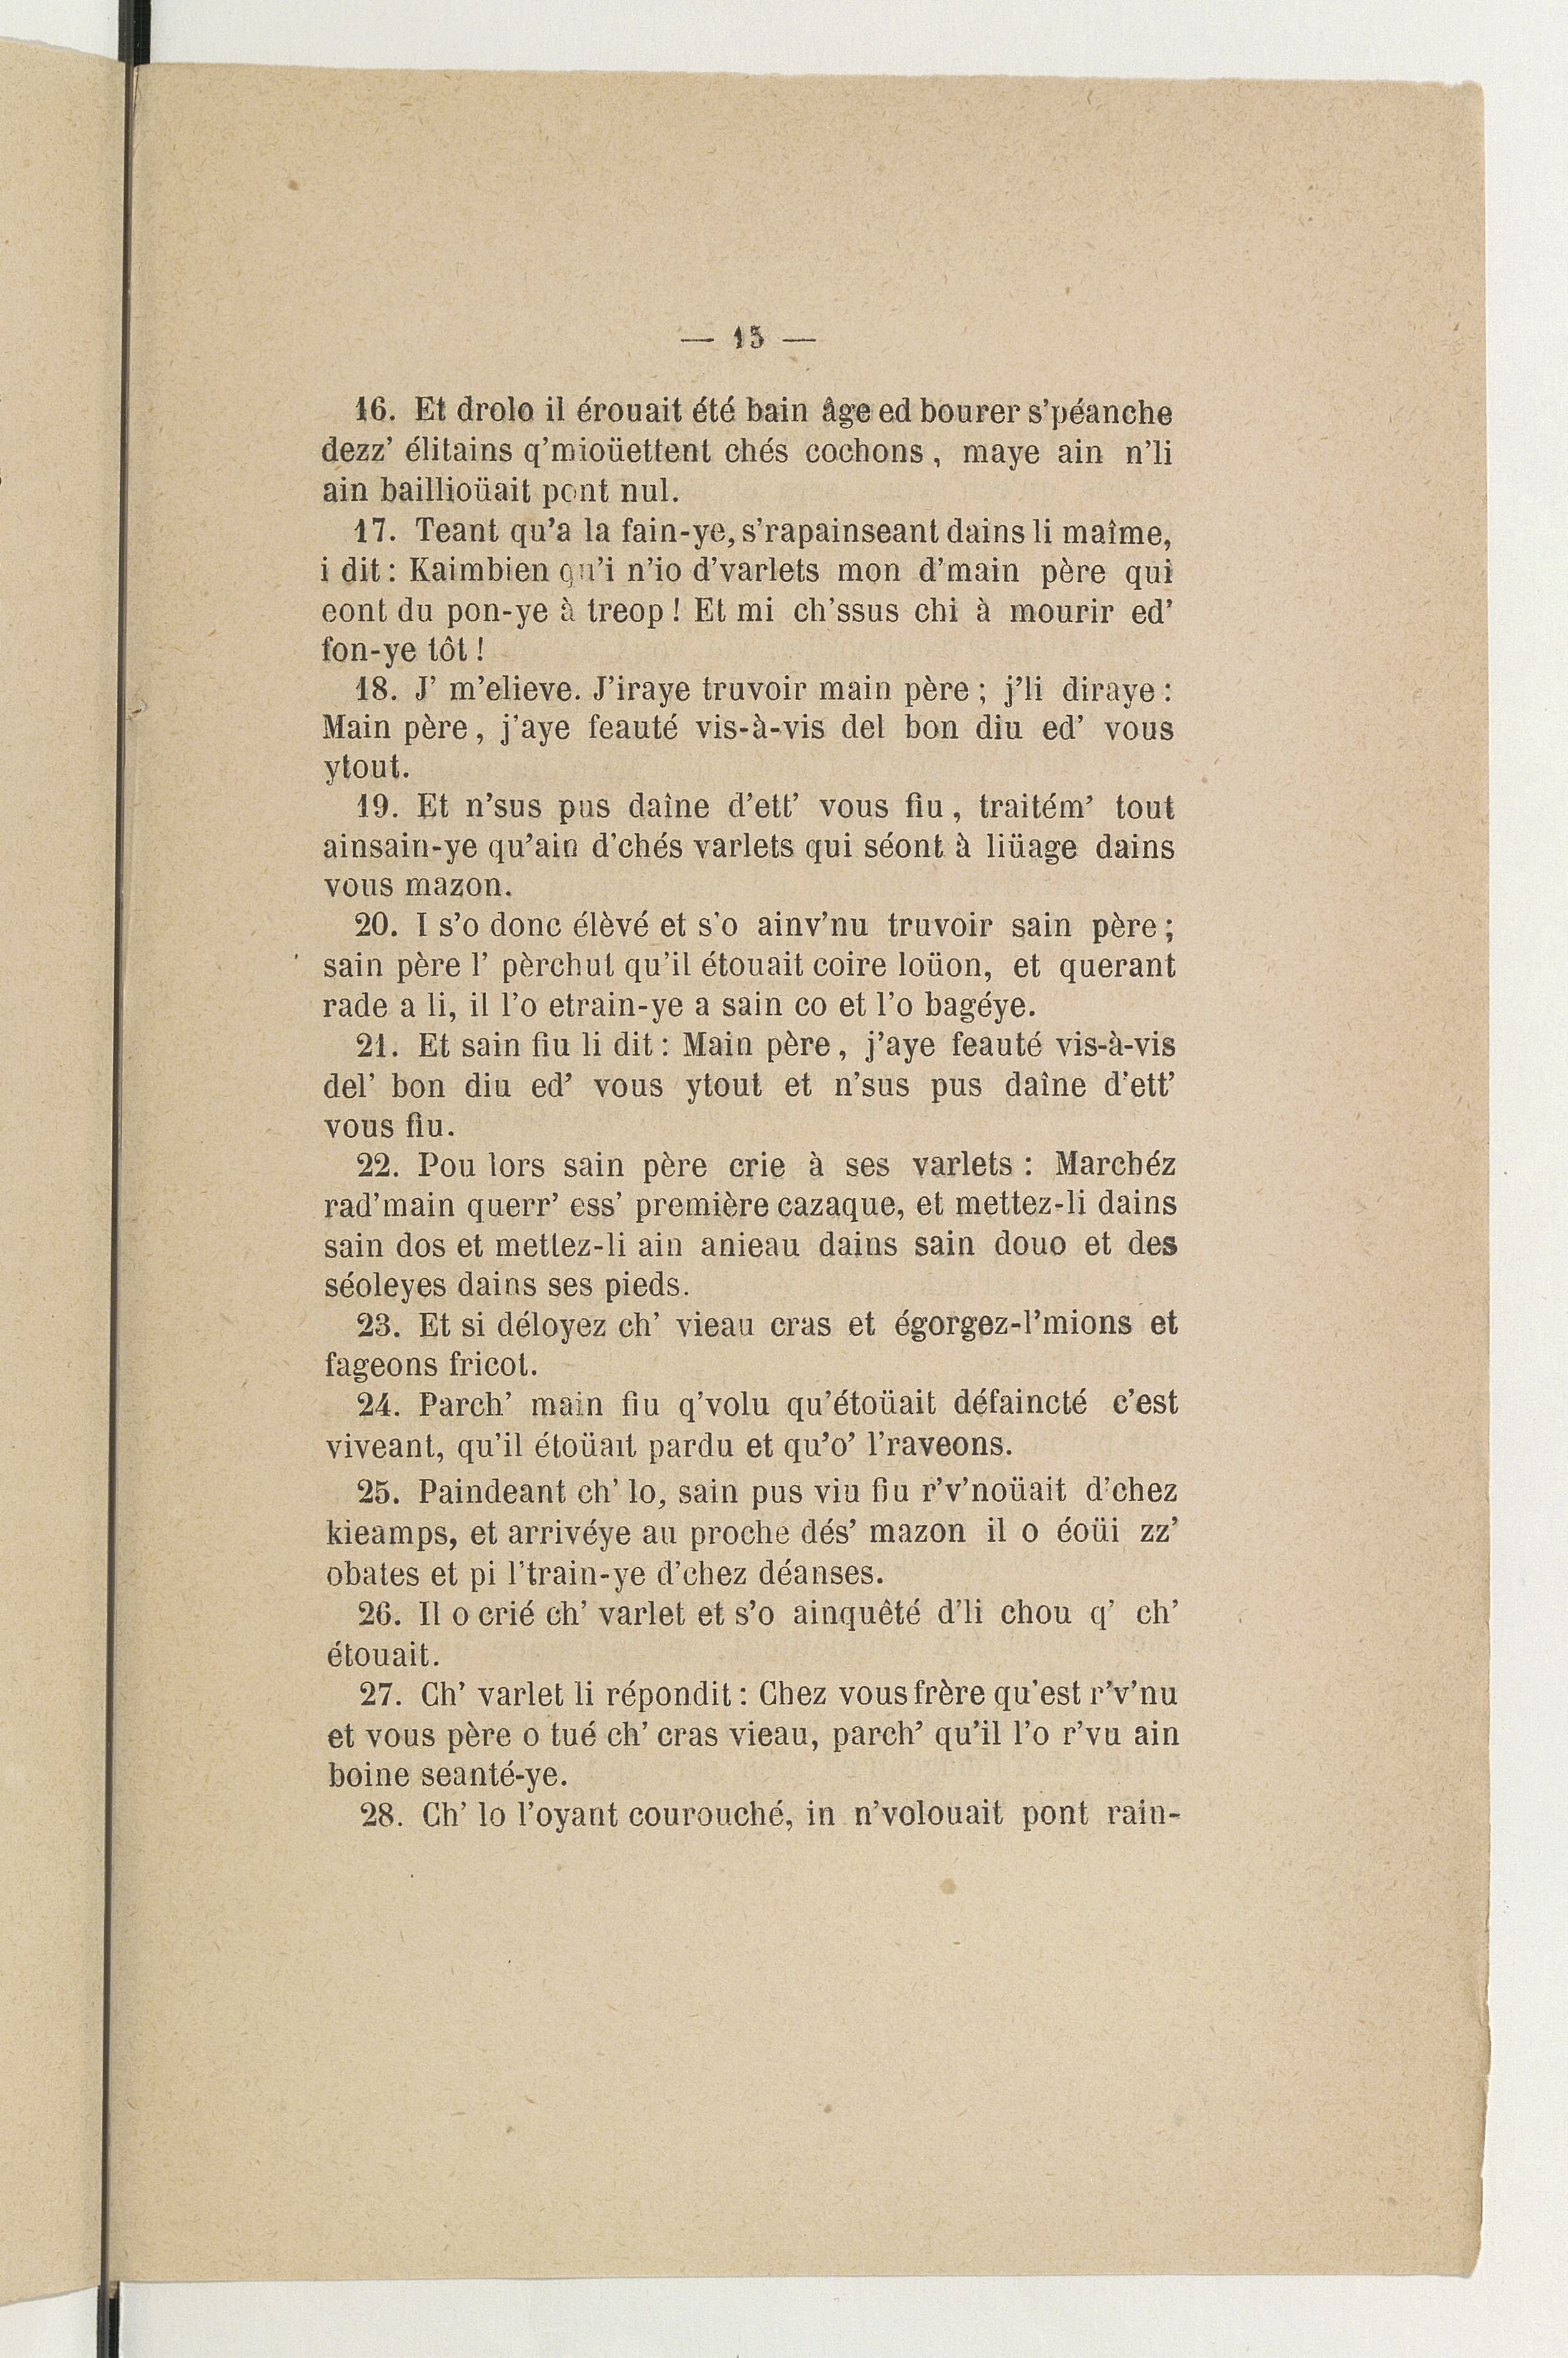 — 15 —
16. Et drolo il érouait été bain âge ed bourer s'péanche
dezz' élitains q'mioüettent chés cochons, maye ain n'li
ain baillioüait pont nul.
17. Teant qu'a la fain-ye, s'rapainseant dains li maîme,
i dit : Kaimbien qu'i n'io d'varlets mon d'main père qui
eont du pon-ye à treop ! Et mi ch'ssus chi à mourir ed'
fon-ye tôt !
18. J' m'elieve. J'iraye truvoir main père ; j'li diraye :
Main père, j'aye feauté vis-à-vis del bon diu ed' vous
ytout.
19. Et n'sus pus daîne d'ett' vous fiu, traitém' tout
ainsain-ye qu'ain d'chés varlets qui séont à liüage dains
vous mazon.
20. I s'o donc élèvé et s'o ainv'nu truvoir sain père ;
sain père l' pèrchut qu'il étouait coire loüon, et querant
rade a li, il l'o etrain-ye a sain co et l'o bagéye.
21. Et sain fiu li dit : Main père, j'aye feauté vis-à-vis
del' bon diu ed' vous ytout et n'sus pus daîne d'ett'
vous fiu.
22. Pou lors sain père crie à ses varlets : Marchéz
rad'main querr' ess' première cazaque, et mettez-li dains
sain dos et mettez-li ain anieau dains sain douo et des
séoleyes dains ses pieds.
23. Et si déloyez ch' vieau cras et égorgez-l'mions et
fageons fricot.
24. Parch' main fiu q'volu qu'étoüait défaincté c'est
viveant, qu'il étoüait pardu et qu'o' l'raveons.
25. Paindeant ch' lo, sain pus viu fiu r'v'noüait d'chez
kieamps, et arrivéye au proche dés' mazon il o éoüi zz'
obates et pi l'train-ye d'chez déanses.
26. Il o crié ch' varlet et s'o ainquêté d'li chou q' ch'
étouait.
27. Ch' varlet li répondit : Chez vous frère qu'est r'v'nu
et vous père o tué ch' cras vieau, parch' qu'il l'o r'vu ain
boine seanté-ye.
28. Ch' lo l'oyant courouché, in n'volouait pont rain-